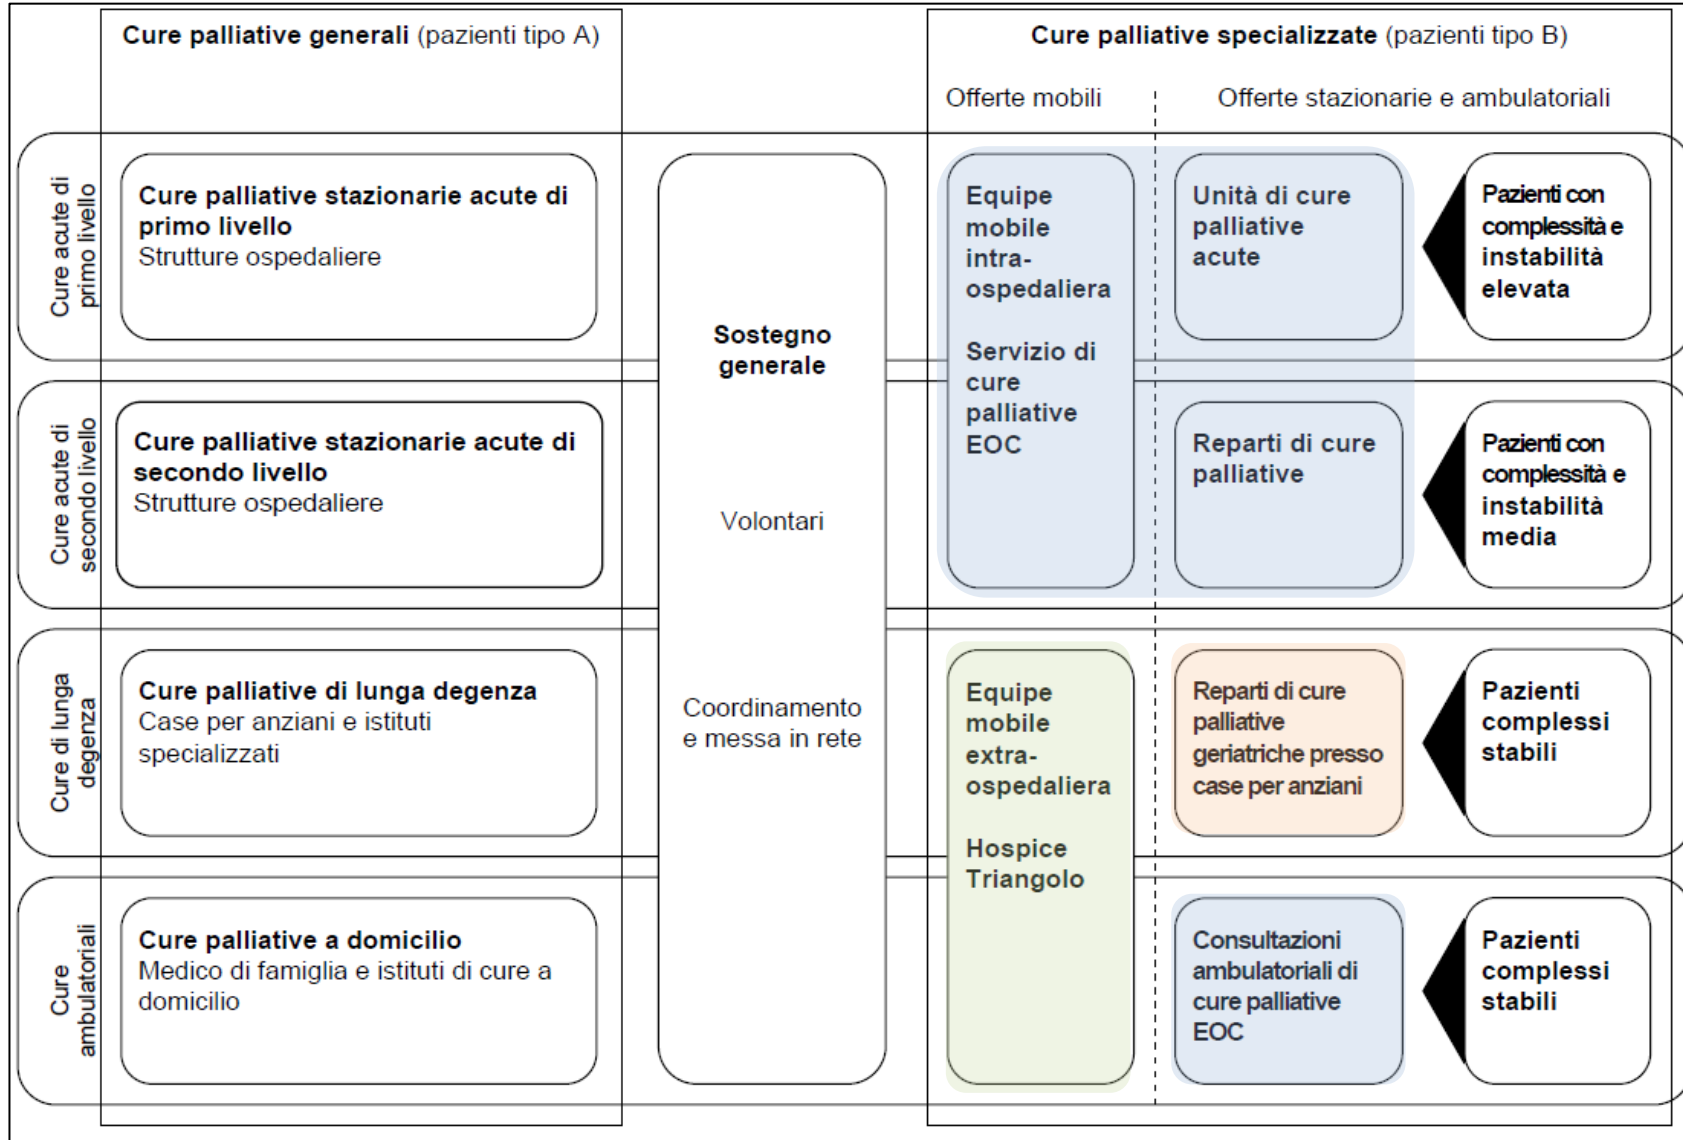 Cure palliative generali (pazienti tipo A)
Cure palliative specializzate (pazienti tipo B)
Offerte mobili
Offerte stazionarie e ambulatoriali
Cure acute di
primo livello
Cure palliative stazionarie acute di
primo livello
Strutture ospedaliere
Sostegno
generale
Volontari
Coordinamento
e messa in rete
Equipe
mobile
intra-
ospedaliera
Servizio di
cure
palliative
EOC
Unità di cure
palliative
acute
Pazienti con
complessità e
instabilità
elevata
Cure acute di
secondo livello
Cure palliative stazionarie acute di
secondo livello
Strutture ospedaliere
Reparti di cure
palliative
Pazienti con
complessità e
instabilità
media
Cure di lunga
degenza
Cure palliative di lunga degenza
Case per anziani e istituti
specializzati
Equipe
mobile
extra-
ospedaliera
Hospice
Triangolo
Reparti di cure
palliative
geriatriche presso
case per anziani
Pazienti
complessi
stabili
Cure
ambulatoriali
Cure palliative a domicilio
Medico di famiglia e istituti di cure a
domicilio
Consultazioni
ambulatoriali di
cure palliative
EOC
Pazienti
complessi
stabili